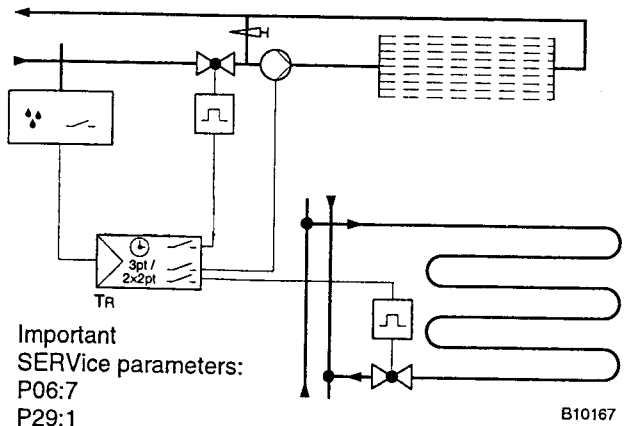 3pt /
2x2pt
TR
Important
SERVice parameters:
P06:7
P29:1
B10167